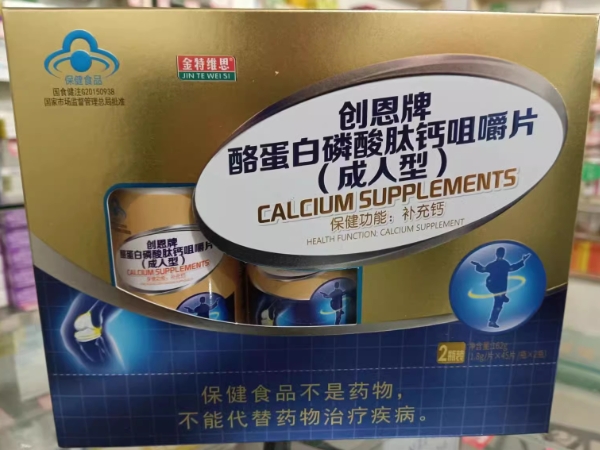 保健食品
国食健注G20150938
国家市场监督管理总局批准
金特维恩
JIN TE WEI SI
创恩牌
酪蛋白磷酸肽钙咀嚼片
（成人型）
CALCIUM SUPPLEMENTS
保健功能：补充钙
HEALTH FUNCTION: CALCIUM SUPPLEMENT
创恩牌
酪蛋白磷酸肽钙咀嚼片
（成人型）
CALCIUM SUPPLEMENTS
2瓶装
保健食品不是药物，
不能代替药物治疗疾病。